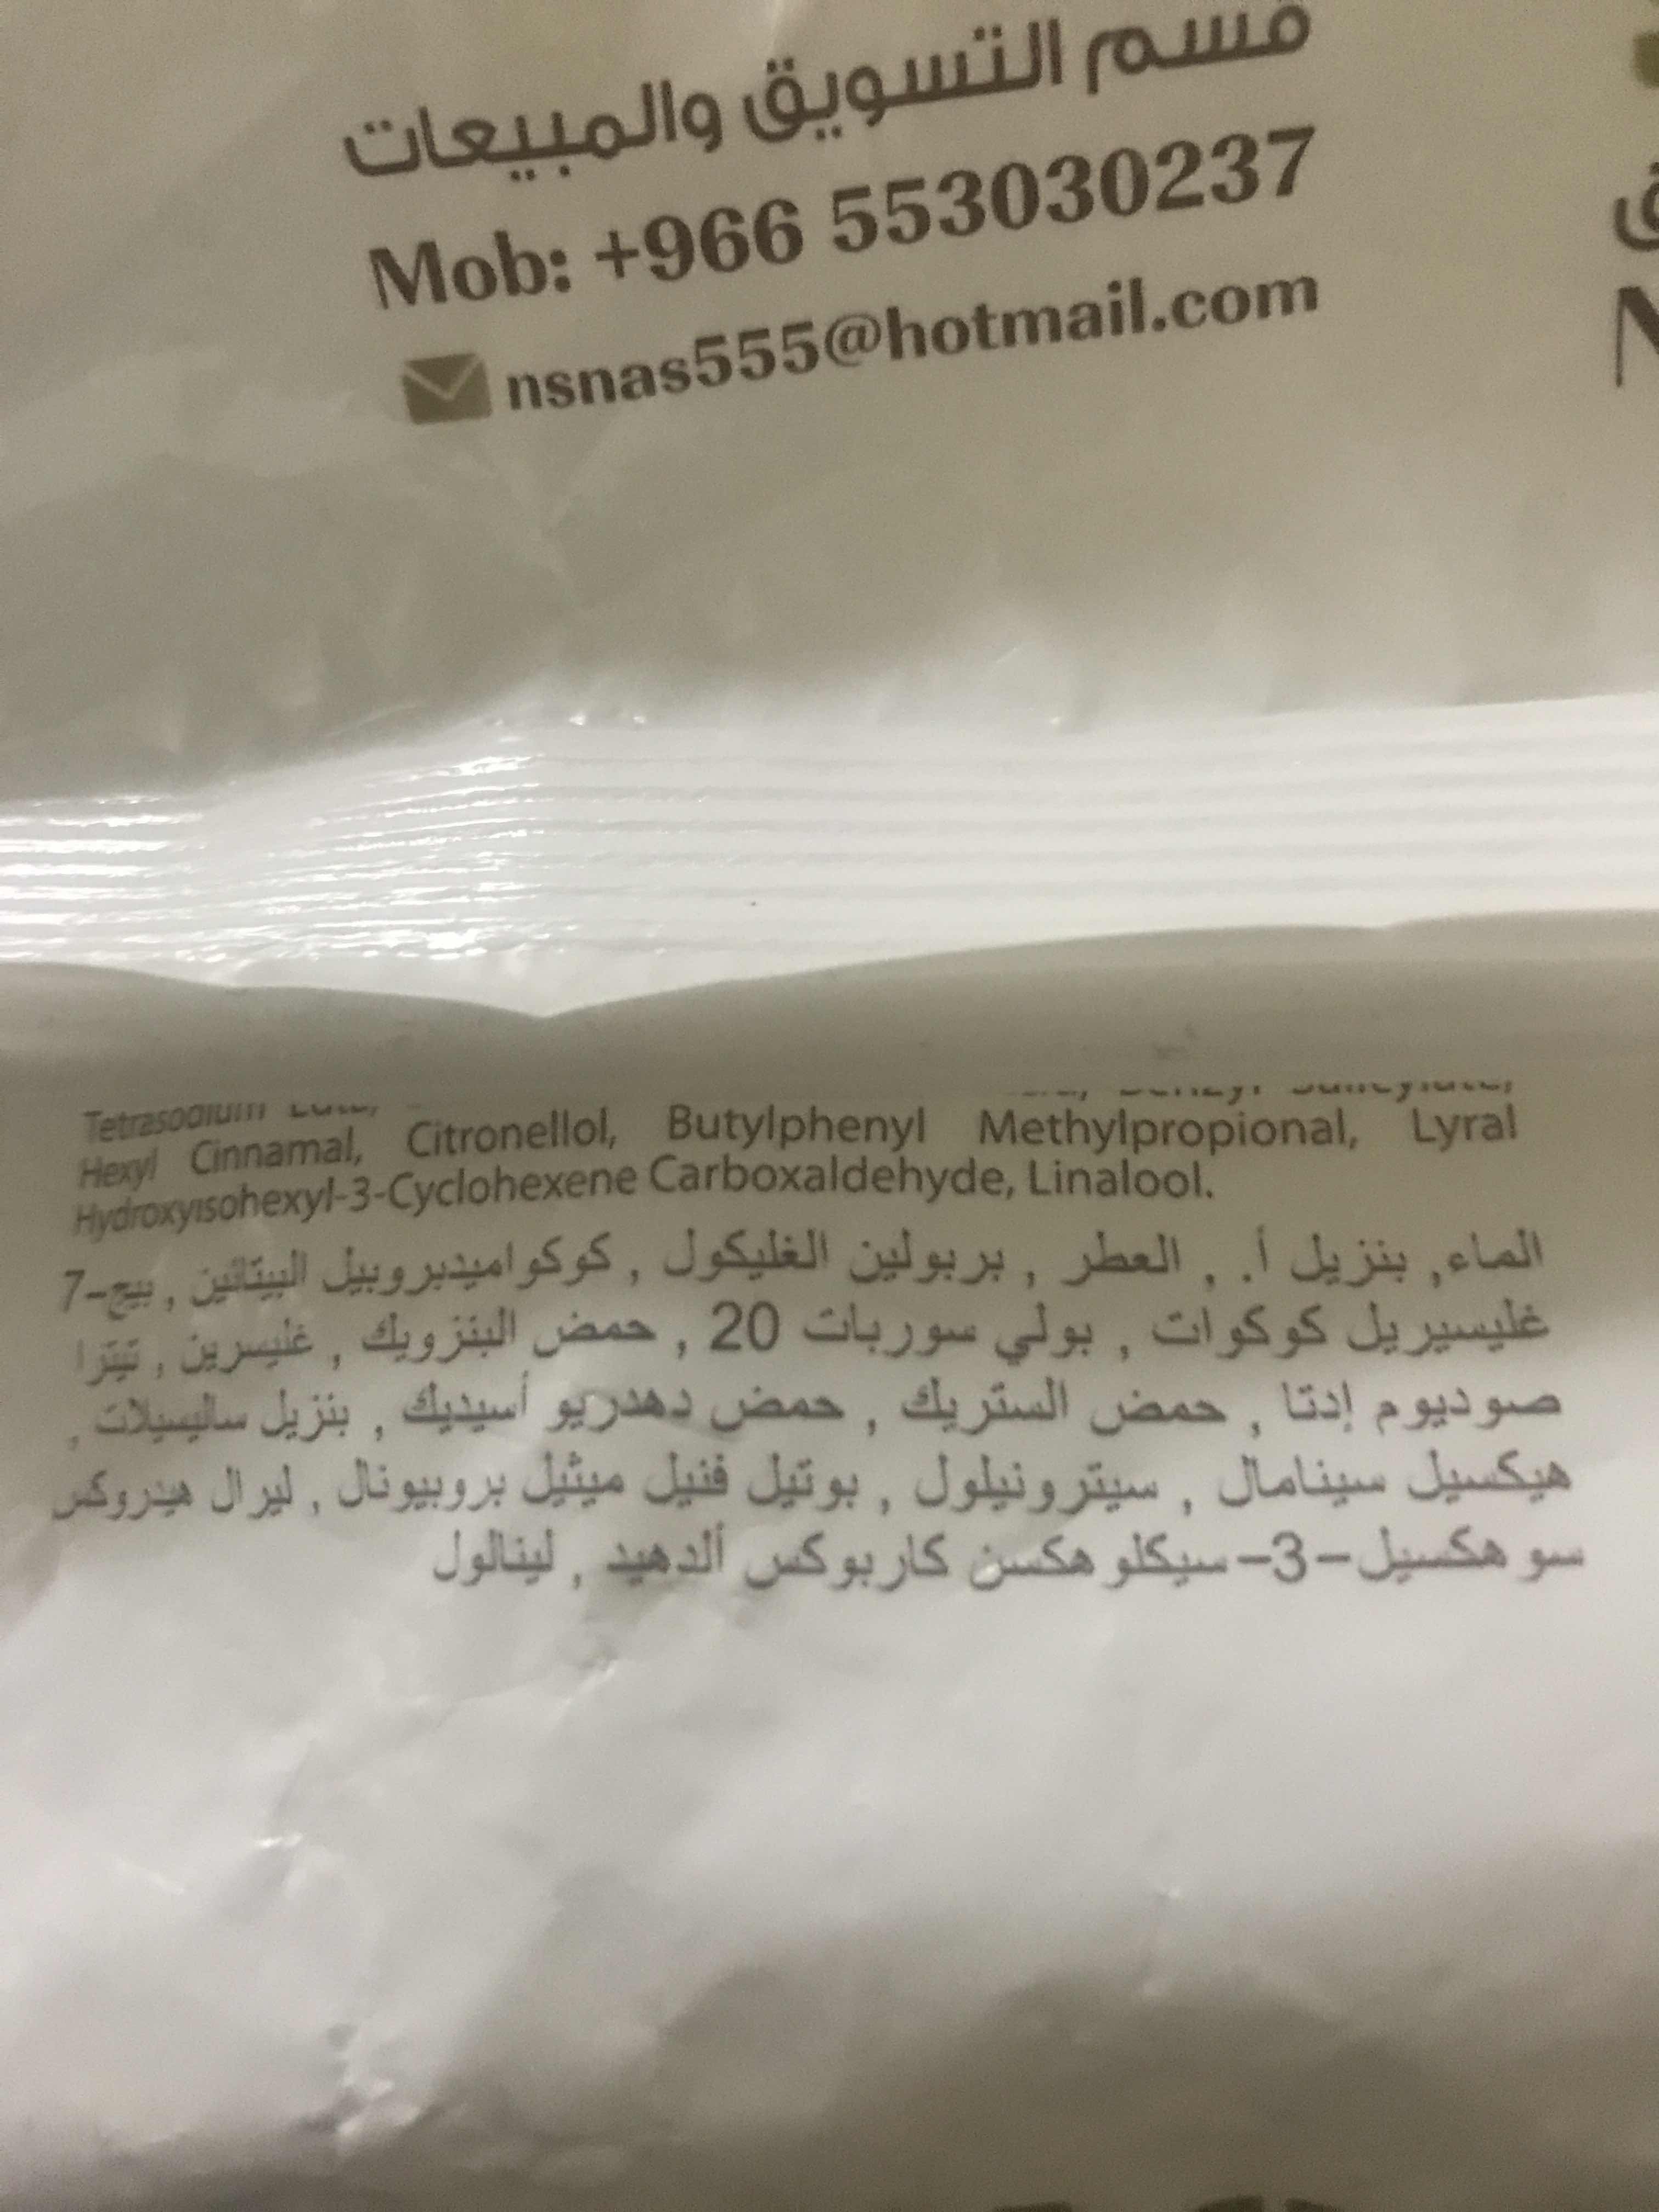 قسم التسويق والمبيعات
Mob: +966 553030237
nsnas555@hotmail.com
Tetrasodium
Hexyl Cinnamal, Citronellol, Butylphenyl Methylpropional, Lyral
Hydroxyisohexyl-3-Cyclohexene Carboxaldehyde, Linalool.
الماء, بنزيل أ. , العطر , بربولين الغليكول , كوكواميدبروبيل البيتائين , بيج-7
غليسيريل كوكوات , بولي سوربات 20 , حمض البنزويك , غليسرين , تيترا
صوديوم إدتا , حمض الستريك , حمض دهدريو أسيديك , بنزيل ساليسيلات ,
هيكسيل سينامال , سيترونيلول , بوتيل فنيل ميثيل بروبيونال , ليرال هيدروكس
سو هكسيل-3-سيكلو هكسن كاربوكس ألدهيد , لينالول